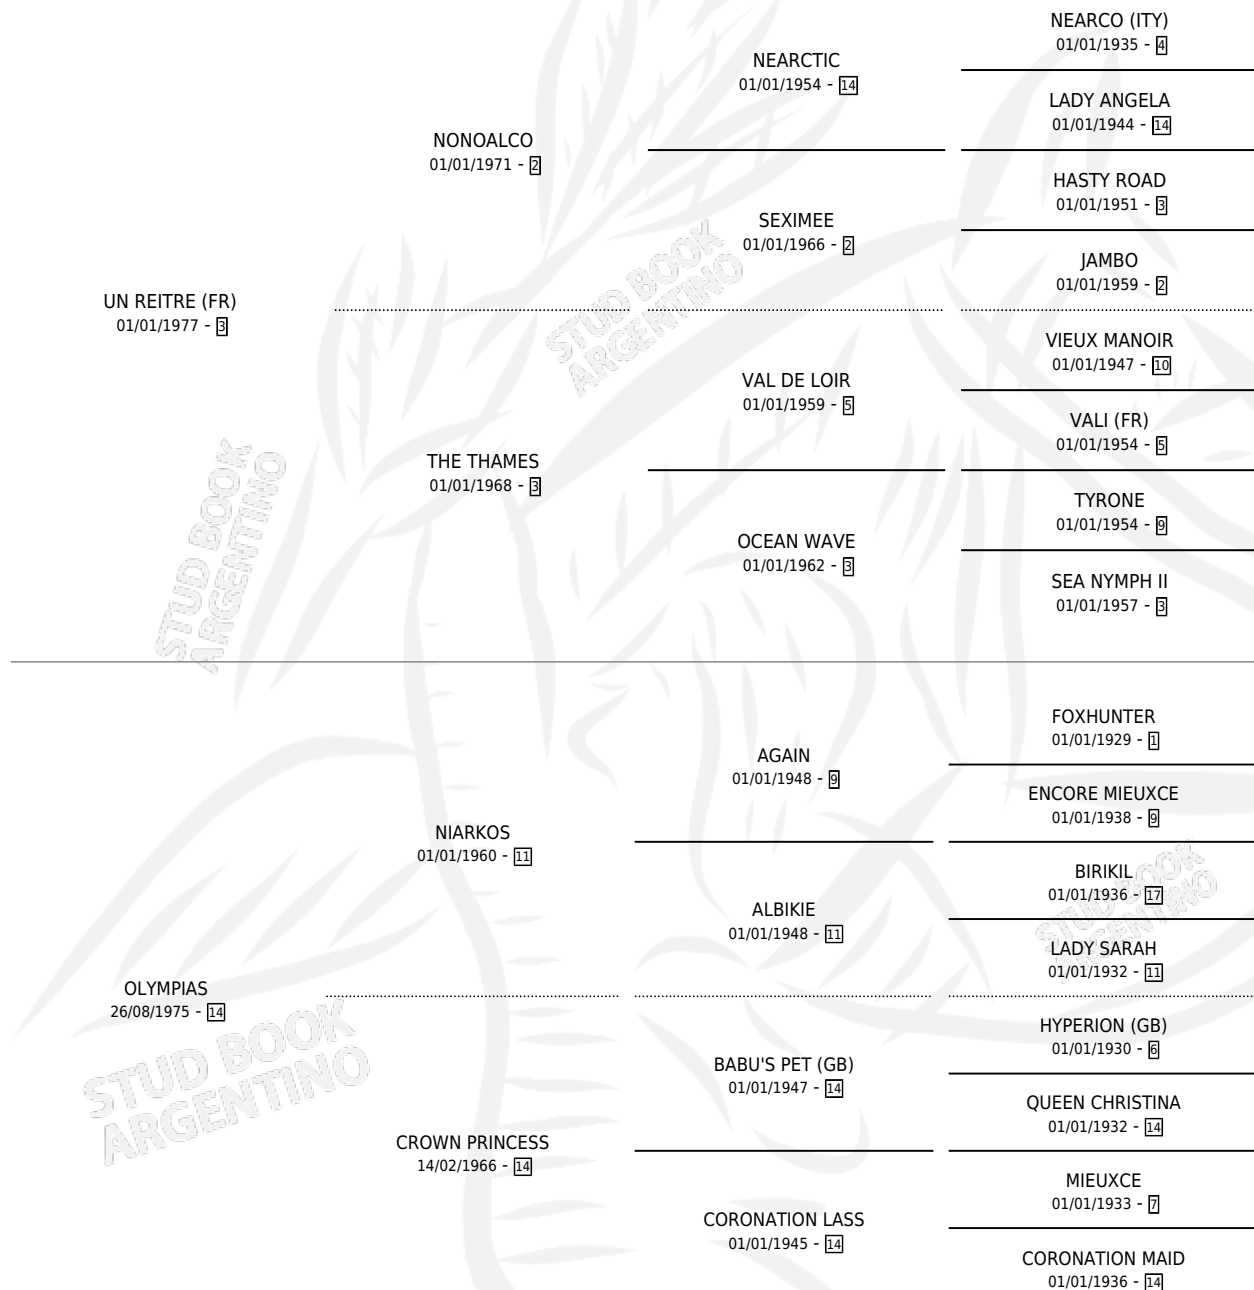 NEARCO (ITY)
01/01/1935 - 4
NEARCTIC
01/01/1954 - 14
LADY ANGELA
01/01/1944 - 14
NONOALCO
01/01/1971 - 2
HASTY ROAD
01/01/1951 - 3
SEXIMEE
01/01/1966 - 2
JAMBO
01/01/1959 - 2
UN REITRE (FR)
01/01/1977 - 3
VIEUX MANOIR
01/01/1947 - 10
VAL DE LOIR
01/01/1959 - 5
VALI (FR)
01/01/1954 - 5
THE THAMES
01/01/1968 - 3
TYRONE
01/01/1954 - 9
OCEAN WAVE
01/01/1962 - 3
SEA NYMPH II
01/01/1957 - 3
FOXHUNTER
01/01/1929 - 1
AGAIN
01/01/1948 - 9
ENCORE MIEUXCE
01/01/1938 - 9
NIARKOS
01/01/1960 - 11
BIRIKIL
01/01/1936 - 17
ALBIKIE
01/01/1948 - 11
LADY SARAH
01/01/1932 - 11
OLYMPIAS
26/08/1975 - 14
HYPERION (GB)
01/01/1930 - 6
BABU'S PET (GB)
01/01/1947 - 14
QUEEN CHRISTINA
01/01/1932 - 14
CROWN PRINCESS
14/02/1966 - 14
MIEUXCE
01/01/1933 - 7
CORONATION LASS
01/01/1945 - 14
CORONATION MAID
01/01/1936 - 14
STUD BOOK
ARGENTINO
STUD BOOK
ARGENTINO
STUD BOOK
ARGENTINO
STUD BOOK
ARGENTINO